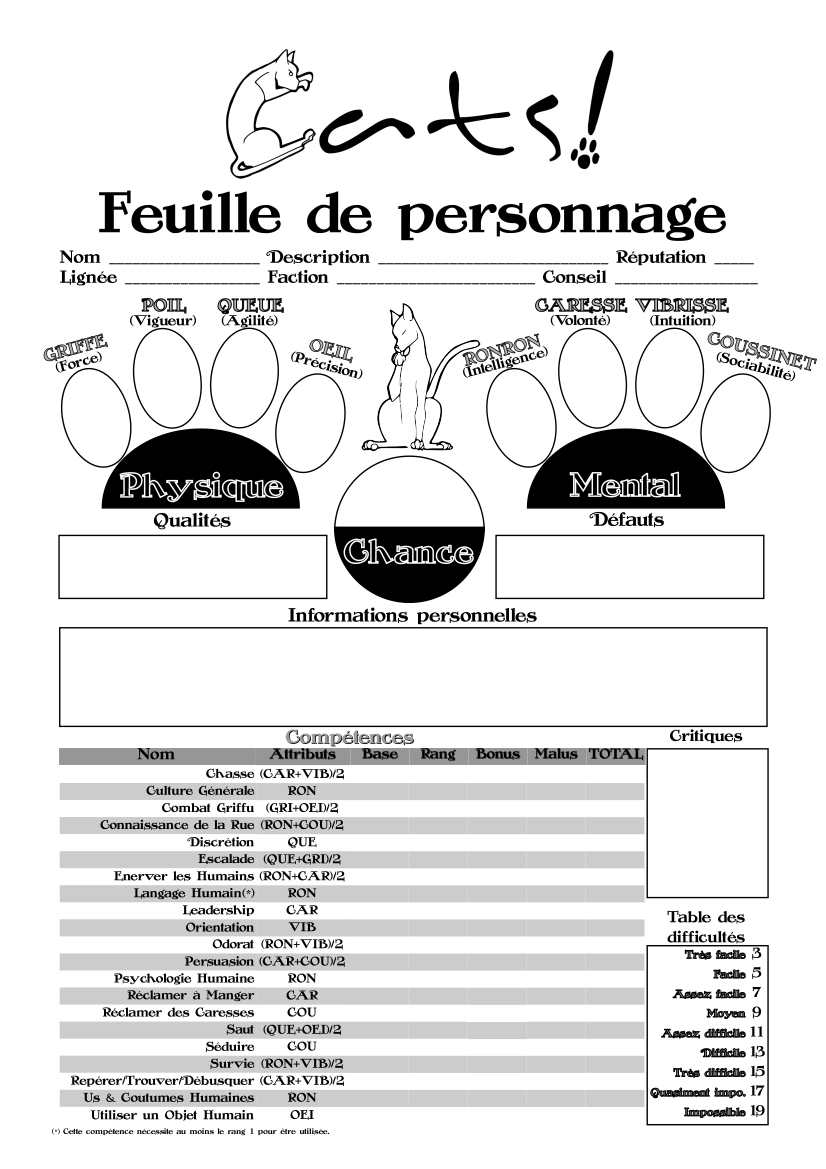 Cats!
Feuille de personnage
Nom ___________________ Description _____________________________ Réputation _____
Lignée _________________ Faction _________________________ Conseil __________________
GRIFFE
(Force)
POIL
(Vigueur)
QUEUE
(Agilité)
OEIL
(Précision)
RONRON
(Intelligence)
CARESSE
(Volonté)
VIBRISSE
(Intuition)
COUSSINET
(Sociabilité)
Physique
Mental
Qualités
Défauts
Chance
Informations personnelles
Compétences
Critiques
Nom Attributs Base Rang Bonus Malus TOTAL
Chasse (CAR+VIB)/2
Culture Générale RON
Combat Griffu (GRI+OEI)/2
Connaissance de la Rue (RON+COU)/2
Discrétion QUE
Escalade (QUE+GRI)/2
Enerver les Humains (RON+CAR)/2
Langage Humain(*) RON
Leadership CAR
Orientation VIB
Odorat (RON+VIB)/2
Persuasion (CAR+COU)/2
Psychologie Humaine RON
Réclamer à Manger CAR
Réclamer des Caresses COU
Saut (QUE+OEI)/2
Séduire COU
Survie (RON+VIB)/2
Repérer/Trouver/Débusquer (CAR+VIB)/2
Us & Coutumes Humaines RON
Utiliser un Objet Humain OEI
(*) Cette compétence nécessite au moins le rang 1 pour être utilisée.
Table des
difficultés
Très facile 3
Facile 5
Assez facile 7
Moyen 9
Assez difficile 11
Difficile 13
Très difficile 15
Quasiment impo. 17
Impossible 19